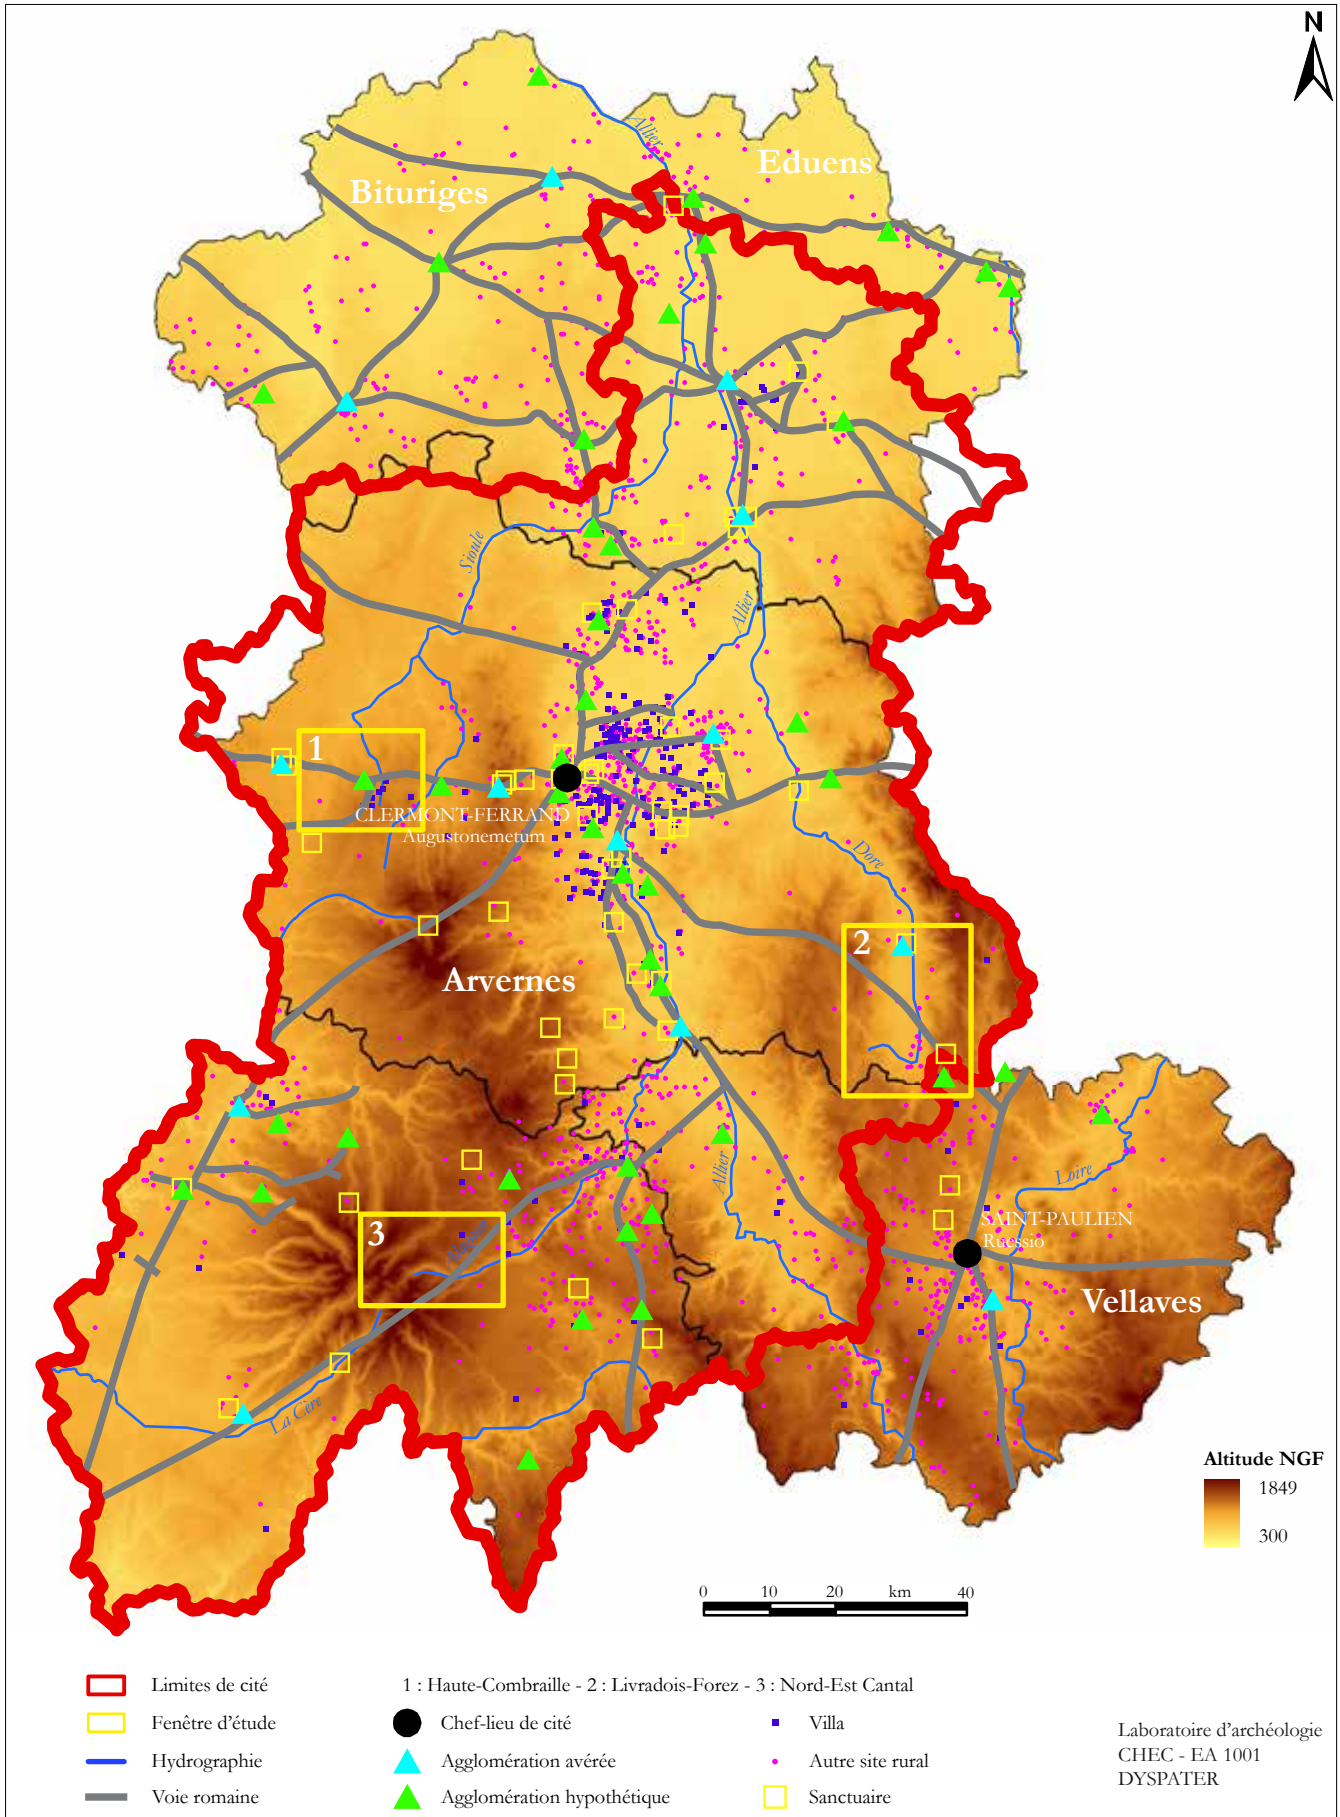 N
Allier
Eduens
Bituriges
Sioule
Allier
1
CLERMONT-FERRAND
Augustonemetum
Dore
2
Arvernes
Allier
Loire
SAINT-PAULIEN
Ruessio
3
Alagnon
Vellaves
La Cère
Altitude NGF
1849
300
0 10 20 km 40
Limites de cité
1 : Haute-Combraille - 2 : Livradois-Forez - 3 : Nord-Est Cantal
Fenêtre d'étude
Chef-lieu de cité
Villa
Hydrographie
Agglomération avérée
Autre site rural
Voie romaine
Agglomération hypothétique
Sanctuaire
Laboratoire d'archéologie
CHEC - EA 1001
DYSPATER